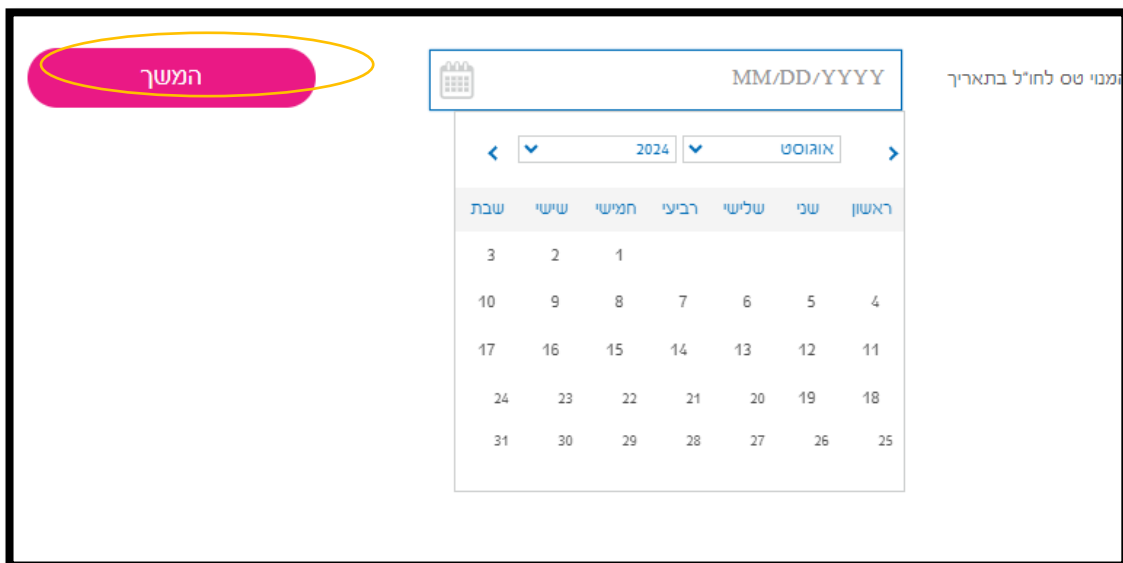 המנוי טס לחו"ל בתאריך
MM/DD/YYYY
המשך
אוגוסט 2024
ראשון שני שלישי רביעי חמישי שישי שבת
1 2 3
4 5 6 7 8 9 10
11 12 13 14 15 16 17
18 19 20 21 22 23 24
25 26 27 28 29 30 31